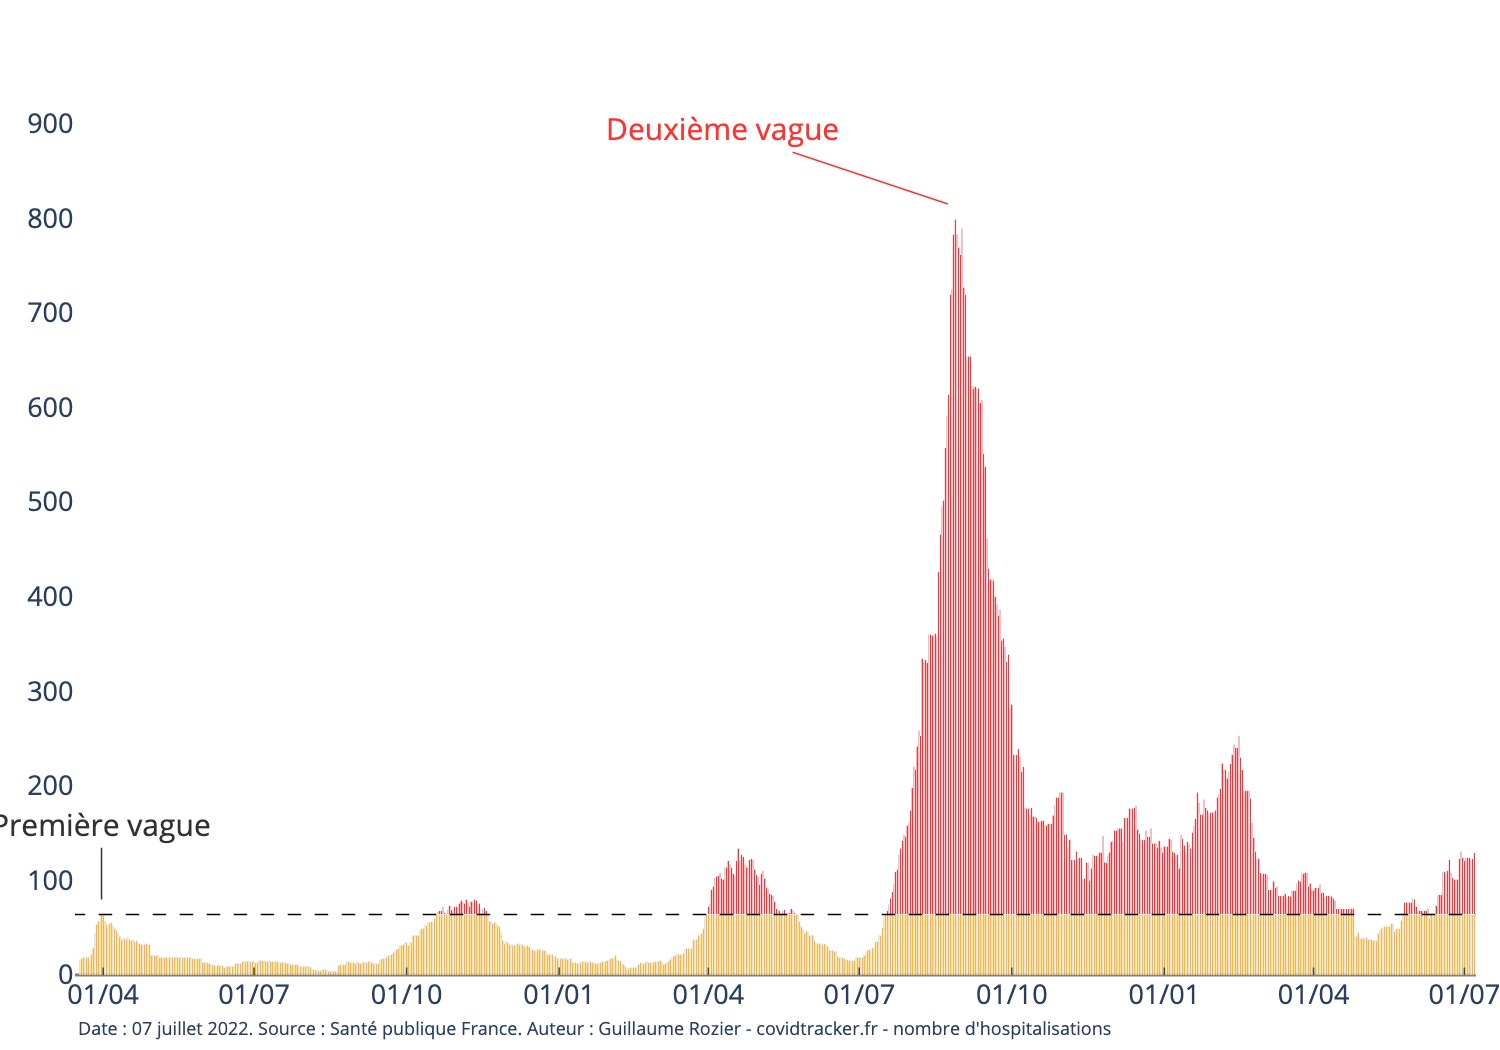 900
Deuxième vague
800
700
600
500
400
300
200
Première vague
100
0
01/04 01/07 01/10 01/01 01/04 01/07 01/10 01/01 01/04 01/07
Date : 07 juillet 2022. Source : Santé publique France. Auteur : Guillaume Rozier - covidtracker.fr - nombre d'hospitalisations